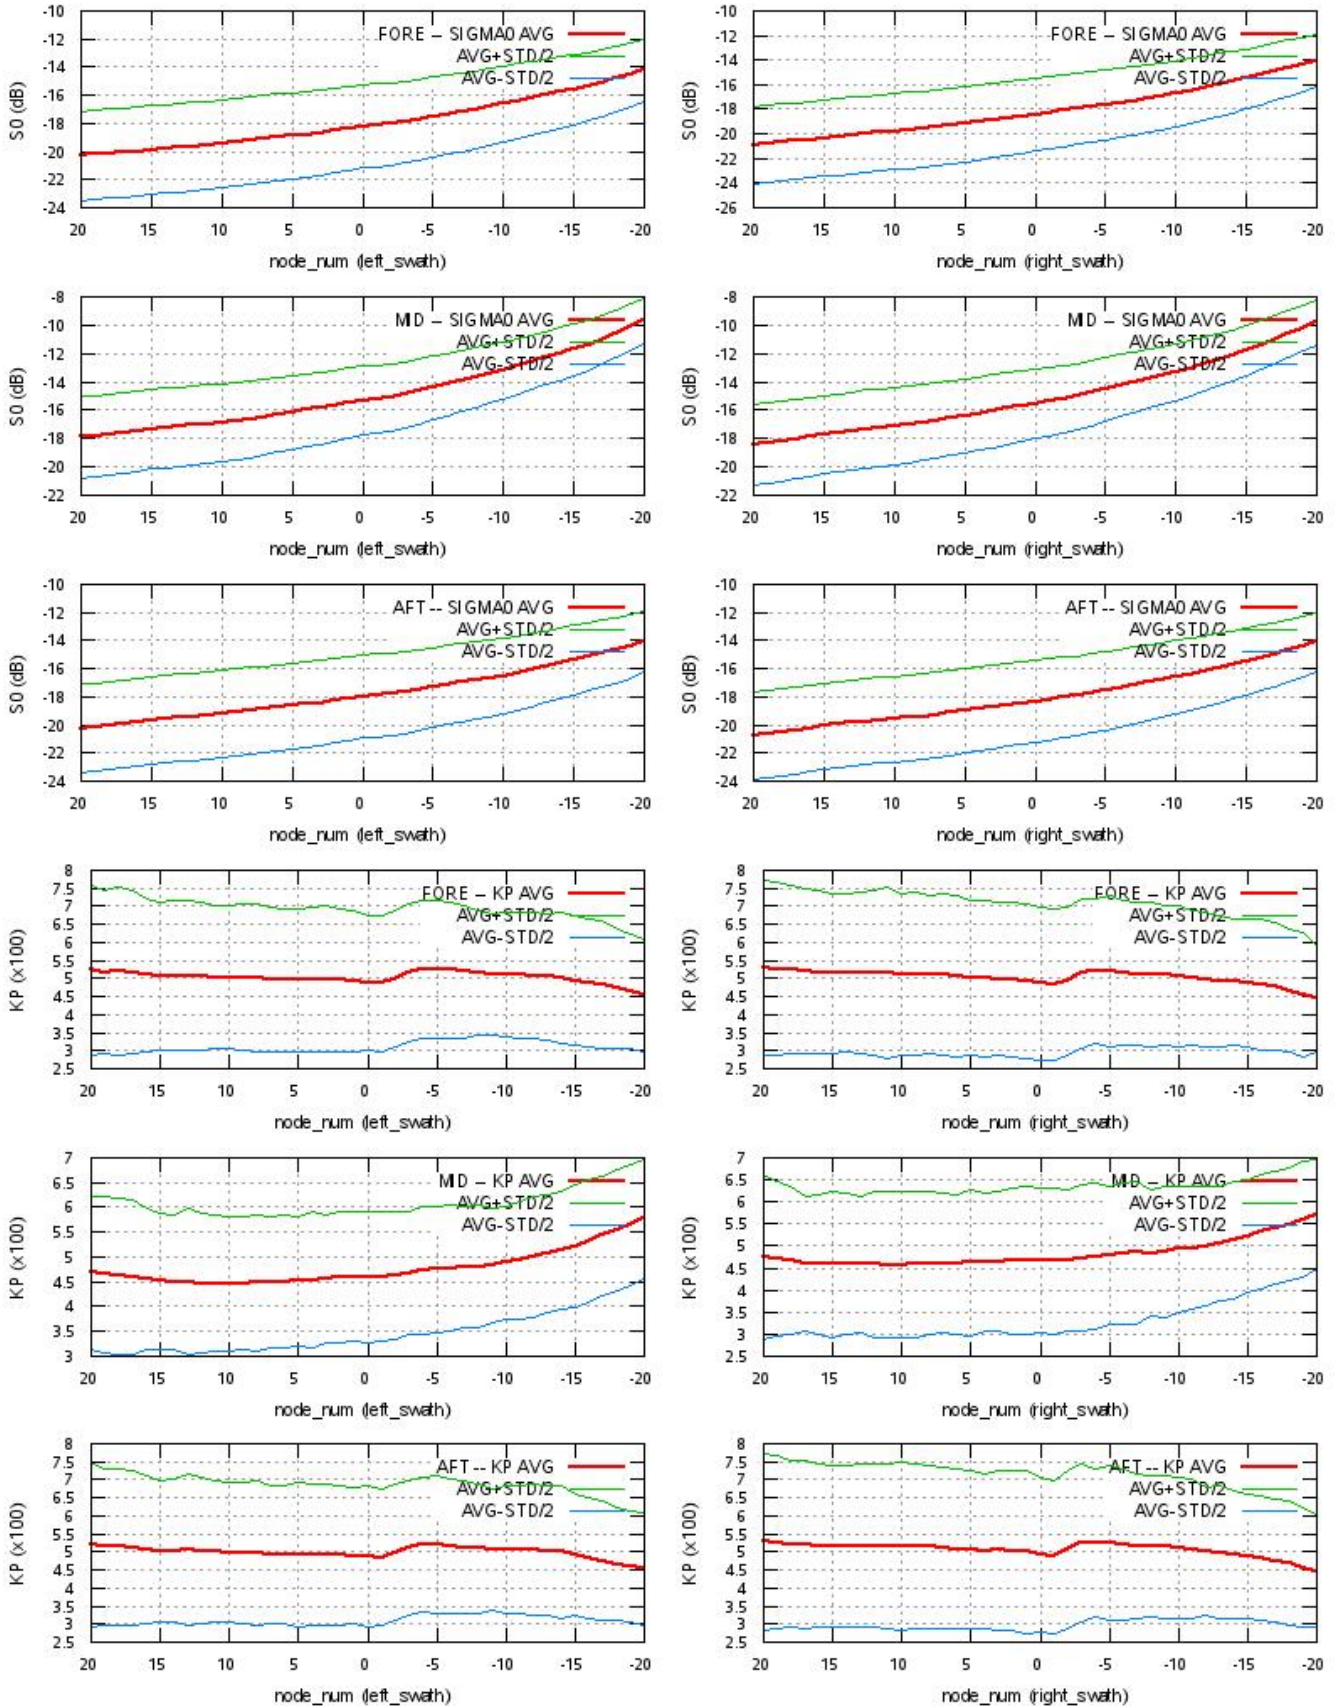 -10
-12
-14
-16
-18
-20
-22
-24
S0 (dB)
FORE -- SIGMA0 AVG
AVG+STD/2
AVG-STD/2
20 15 10 5 0 -5 -10 -15 -20
node_num (left_swath)
-10
-12
-14
-16
-18
-20
-22
-24
-26
S0 (dB)
FORE -- SIGMA0 AVG
AVG+STD/2
AVG-STD/2
20 15 10 5 0 -5 -10 -15 -20
node_num (right_swath)
-8
-10
-12
-14
-16
-18
-20
-22
S0 (dB)
MID -- SIGMA0 AVG
AVG+STD/2
AVG-STD/2
20 15 10 5 0 -5 -10 -15 -20
node_num (left_swath)
-8
-10
-12
-14
-16
-18
-20
-22
S0 (dB)
MID -- SIGMA0 AVG
AVG+STD/2
AVG-STD/2
20 15 10 5 0 -5 -10 -15 -20
node_num (right_swath)
-10
-12
-14
-16
-18
-20
-22
-24
S0 (dB)
AFT -- SIGMA0 AVG
AVG+STD/2
AVG-STD/2
20 15 10 5 0 -5 -10 -15 -20
node_num (left_swath)
-10
-12
-14
-16
-18
-20
-22
-24
S0 (dB)
AFT -- SIGMA0 AVG
AVG+STD/2
AVG-STD/2
20 15 10 5 0 -5 -10 -15 -20
node_num (right_swath)
8
7.5
7
6.5
6
5.5
5
4.5
4
3.5
3
2.5
KP (x100)
FORE -- KP AVG
AVG+STD/2
AVG-STD/2
20 15 10 5 0 -5 -10 -15 -20
node_num (left_swath)
8
7.5
7
6.5
6
5.5
5
4.5
4
3.5
3
2.5
KP (x100)
FORE -- KP AVG
AVG+STD/2
AVG-STD/2
20 15 10 5 0 -5 -10 -15 -20
node_num (right_swath)
7
6.5
6
5.5
5
4.5
4
3.5
3
KP (x100)
MID -- KP AVG
AVG+STD/2
AVG-STD/2
20 15 10 5 0 -5 -10 -15 -20
node_num (left_swath)
7
6.5
6
5.5
5
4.5
4
3.5
3
2.5
KP (x100)
MID -- KP AVG
AVG+STD/2
AVG-STD/2
20 15 10 5 0 -5 -10 -15 -20
node_num (right_swath)
8
7.5
7
6.5
6
5.5
5
4.5
4
3.5
3
2.5
KP (x100)
AFT -- KP AVG
AVG+STD/2
AVG-STD/2
20 15 10 5 0 -5 -10 -15 -20
node_num (left_swath)
8
7.5
7
6.5
6
5.5
5
4.5
4
3.5
3
2.5
KP (x100)
AFT -- KP AVG
AVG+STD/2
AVG-STD/2
20 15 10 5 0 -5 -10 -15 -20
node_num (right_swath)